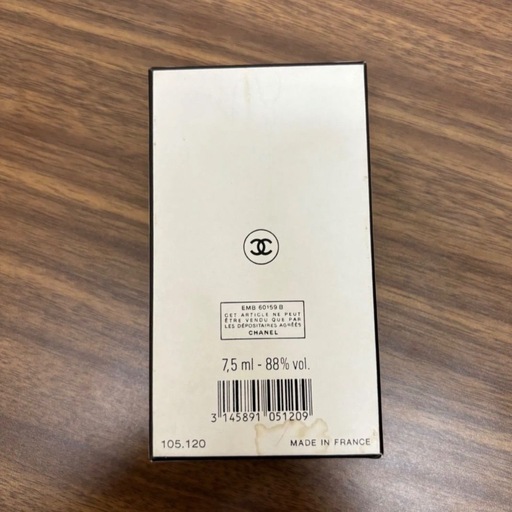 EMB 60159 B
CET ARTICLE NE PEUT
ÊTRE VENDU QUE PAR
LES DÉPOSITAIRES AGRÉÉS
CHANEL
7,5 ml - 88% vol.
3 145891 051209
105.120
MADE IN FRANCE